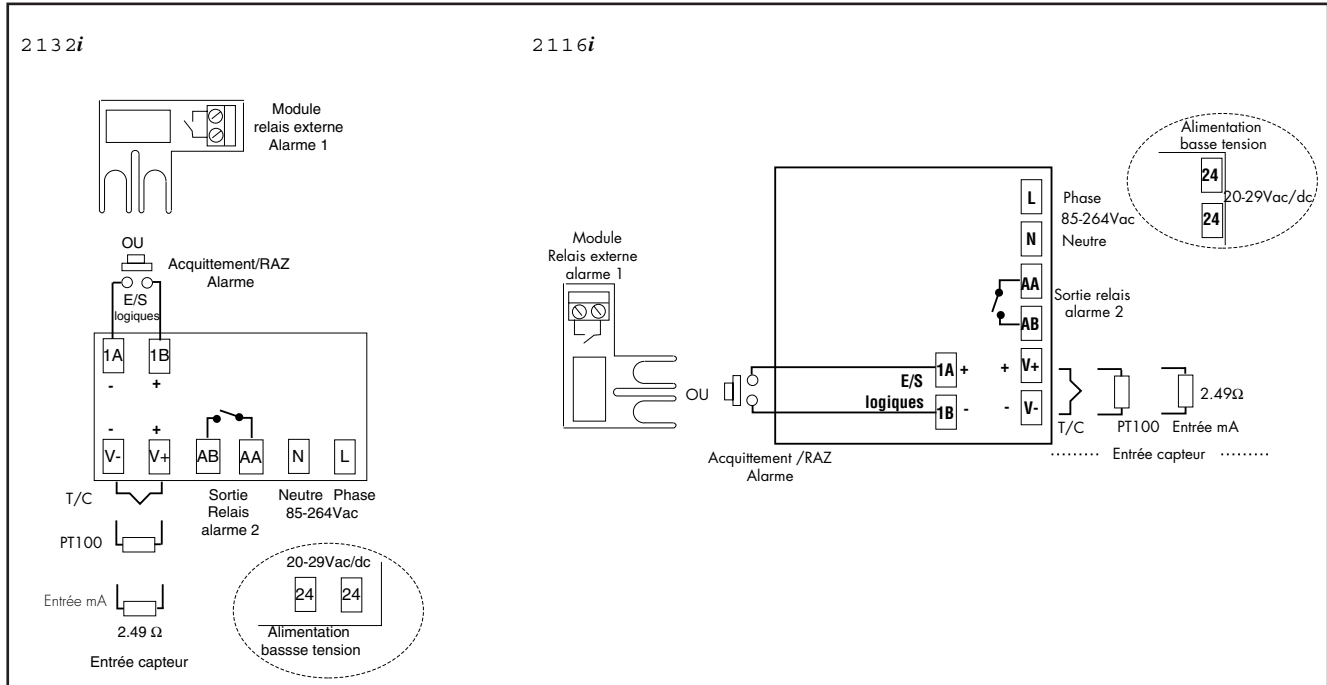 2132i
Module
relais externe
Alarme 1
OU
Acquittement/RAZ
Alarme
E/S
logiques
1A 1B
- +
- +
V- V+ AB AA N L
T/C
Sortie
Relais
alarme 2
Neutre Phase
85-264Vac
PT100
Entrée mA
2.49 Ω
Entrée capteur
20-29Vac/dc
24 24
Alimentation
bassse tension
2116i
Alimentation
basse tension
24
20-29Vac/dc
24
L Phase
85-264Vac
N Neutre
AA
Sortie relais
alarme 2
AB
Module
Relais externe
alarme 1
OU
Acquittement /RAZ
Alarme
E/S
logiques
1A +
1B -
+ V+
- V-
T/C PT100 Entrée mA
2.49Ω
........ Entrée capteur ........